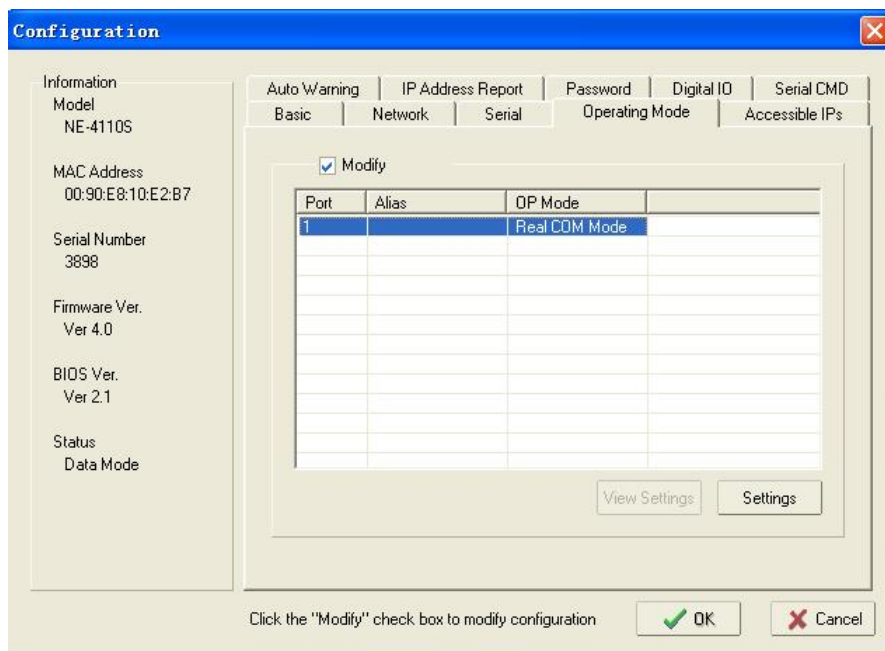 Configuration
Information
Model
NE-4110S
MAC Address
00:90:E8:10:E2:B7
Serial Number
3898
Firmware Ver.
Ver 4.0
BIOS Ver.
Ver 2.1
Status
Data Mode
Auto Warning IP Address Report Password Digital IO Serial CMD
Basic Network Serial Operating Mode Accessible IPs
Modify
Port Alias OP Mode
1 Real COM Mode
View Settings Settings
Click the "Modify" check box to modify configuration OK Cancel